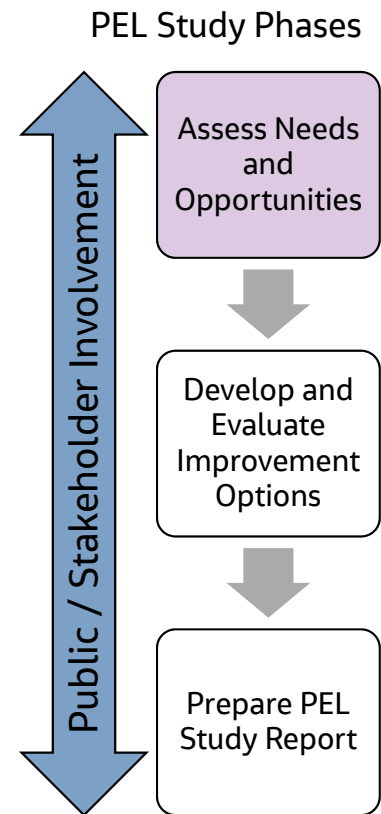 PEL Study Phases
Public / Stakeholder Involvement
Assess Needs
and
Opportunities
Develop and
Evaluate
Improvement
Options
Prepare PEL
Study Report